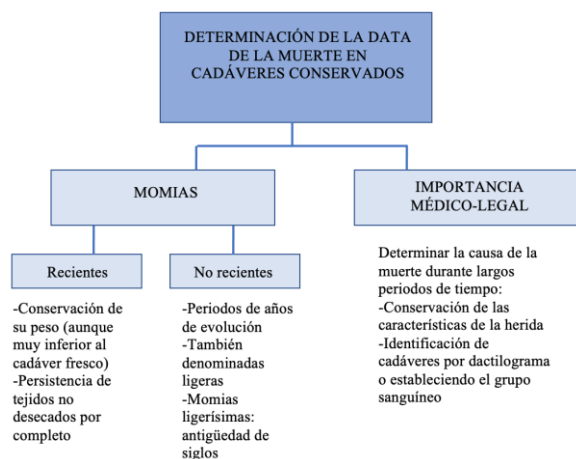 DETERMINACIÓN DE LA DATA
DE LA MUERTE EN
CADÁVERES CONSERVADOS
MOMIAS
IMPORTANCIA
MÉDICO-LEGAL
Recientes
No recientes
-Conservación de
su peso (aunque
muy inferior al
cadáver fresco)
-Persistencia de
tejidos no
desecados por
completo
-Periodos de años
de evolución
-También
denominadas
ligeras
-Momias
ligerísimas:
antigüedad de
siglos
Determinar la causa de la
muerte durante largos
periodos de tiempo:
-Conservación de las
características de la herida
-Identificación de
cadáveres por dactilograma
o estableciendo el grupo
sanguíneo